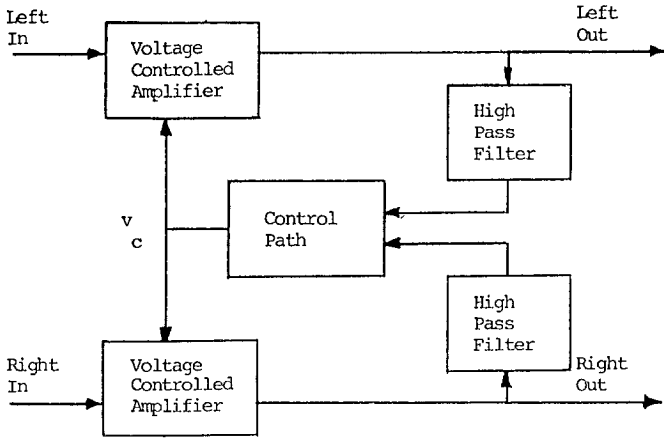 Left
In
Voltage
Controlled
Amplifier
Left
Out
High
Pass
Filter
v
c
Control
Path
High
Pass
Filter
Right
In
Voltage
Controlled
Amplifier
Right
Out